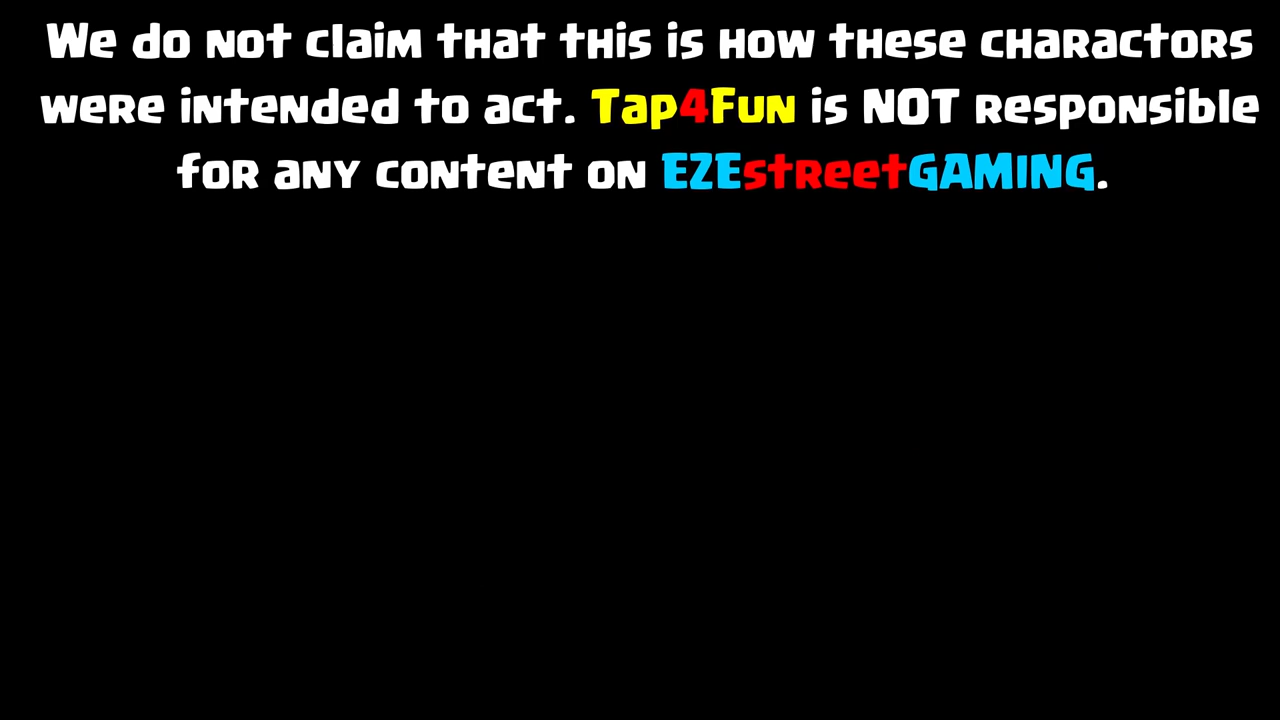 We do not claim that this is how these charactors
were intended to act. Tap4Fun is NOT responsible
for any content on EZEstreetGAMING.